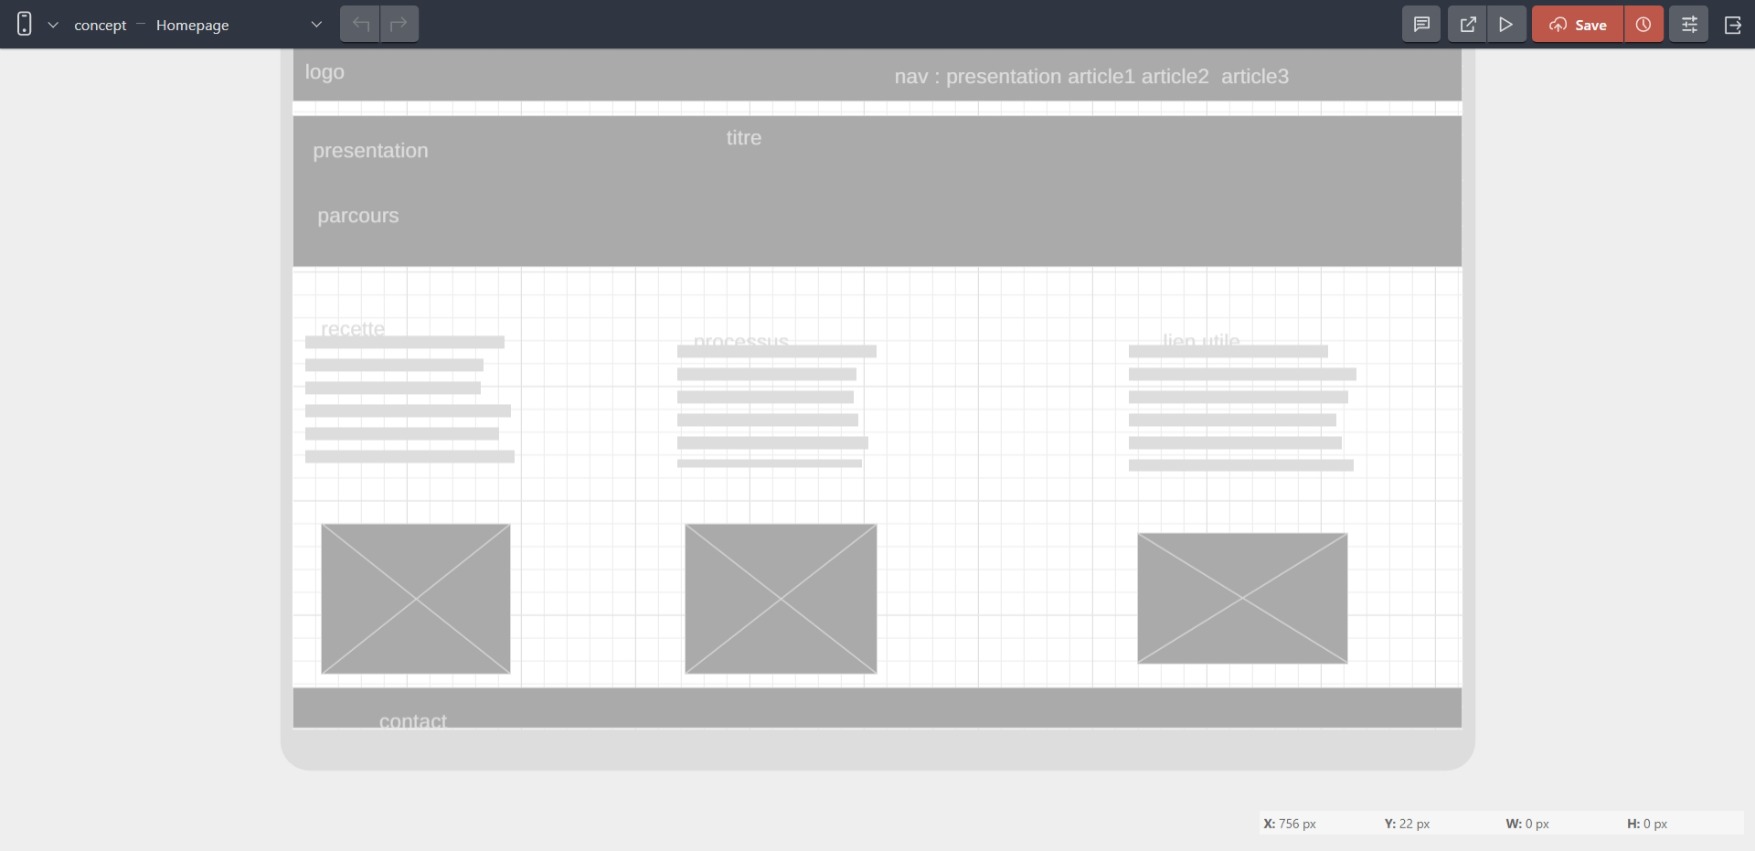 concept – Homepage
Save
logo
nav : presentation article1 article2 article3
titre
presentation
parcours
recette
processus
lien utile
contact
X: 756 px Y: 22 px W: 0 px H: 0 px